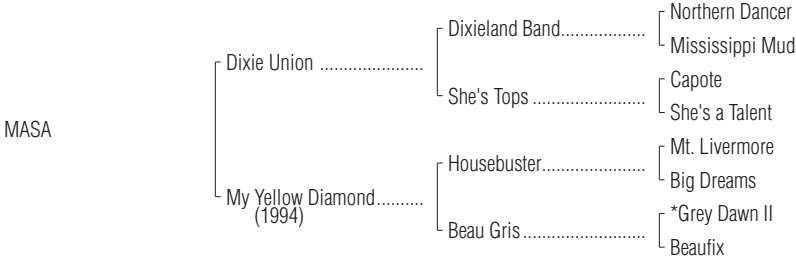 Northern Dancer
Dixieland Band...................
Mississippi Mud
Dixie Union ......................
Capote
She's Tops ........................
She's a Talent
MASA
Mt. Livermore
Housebuster......................
Big Dreams
My Yellow Diamond..........
(1994)
*Grey Dawn II
Beau Gris ..........................
Beaufix